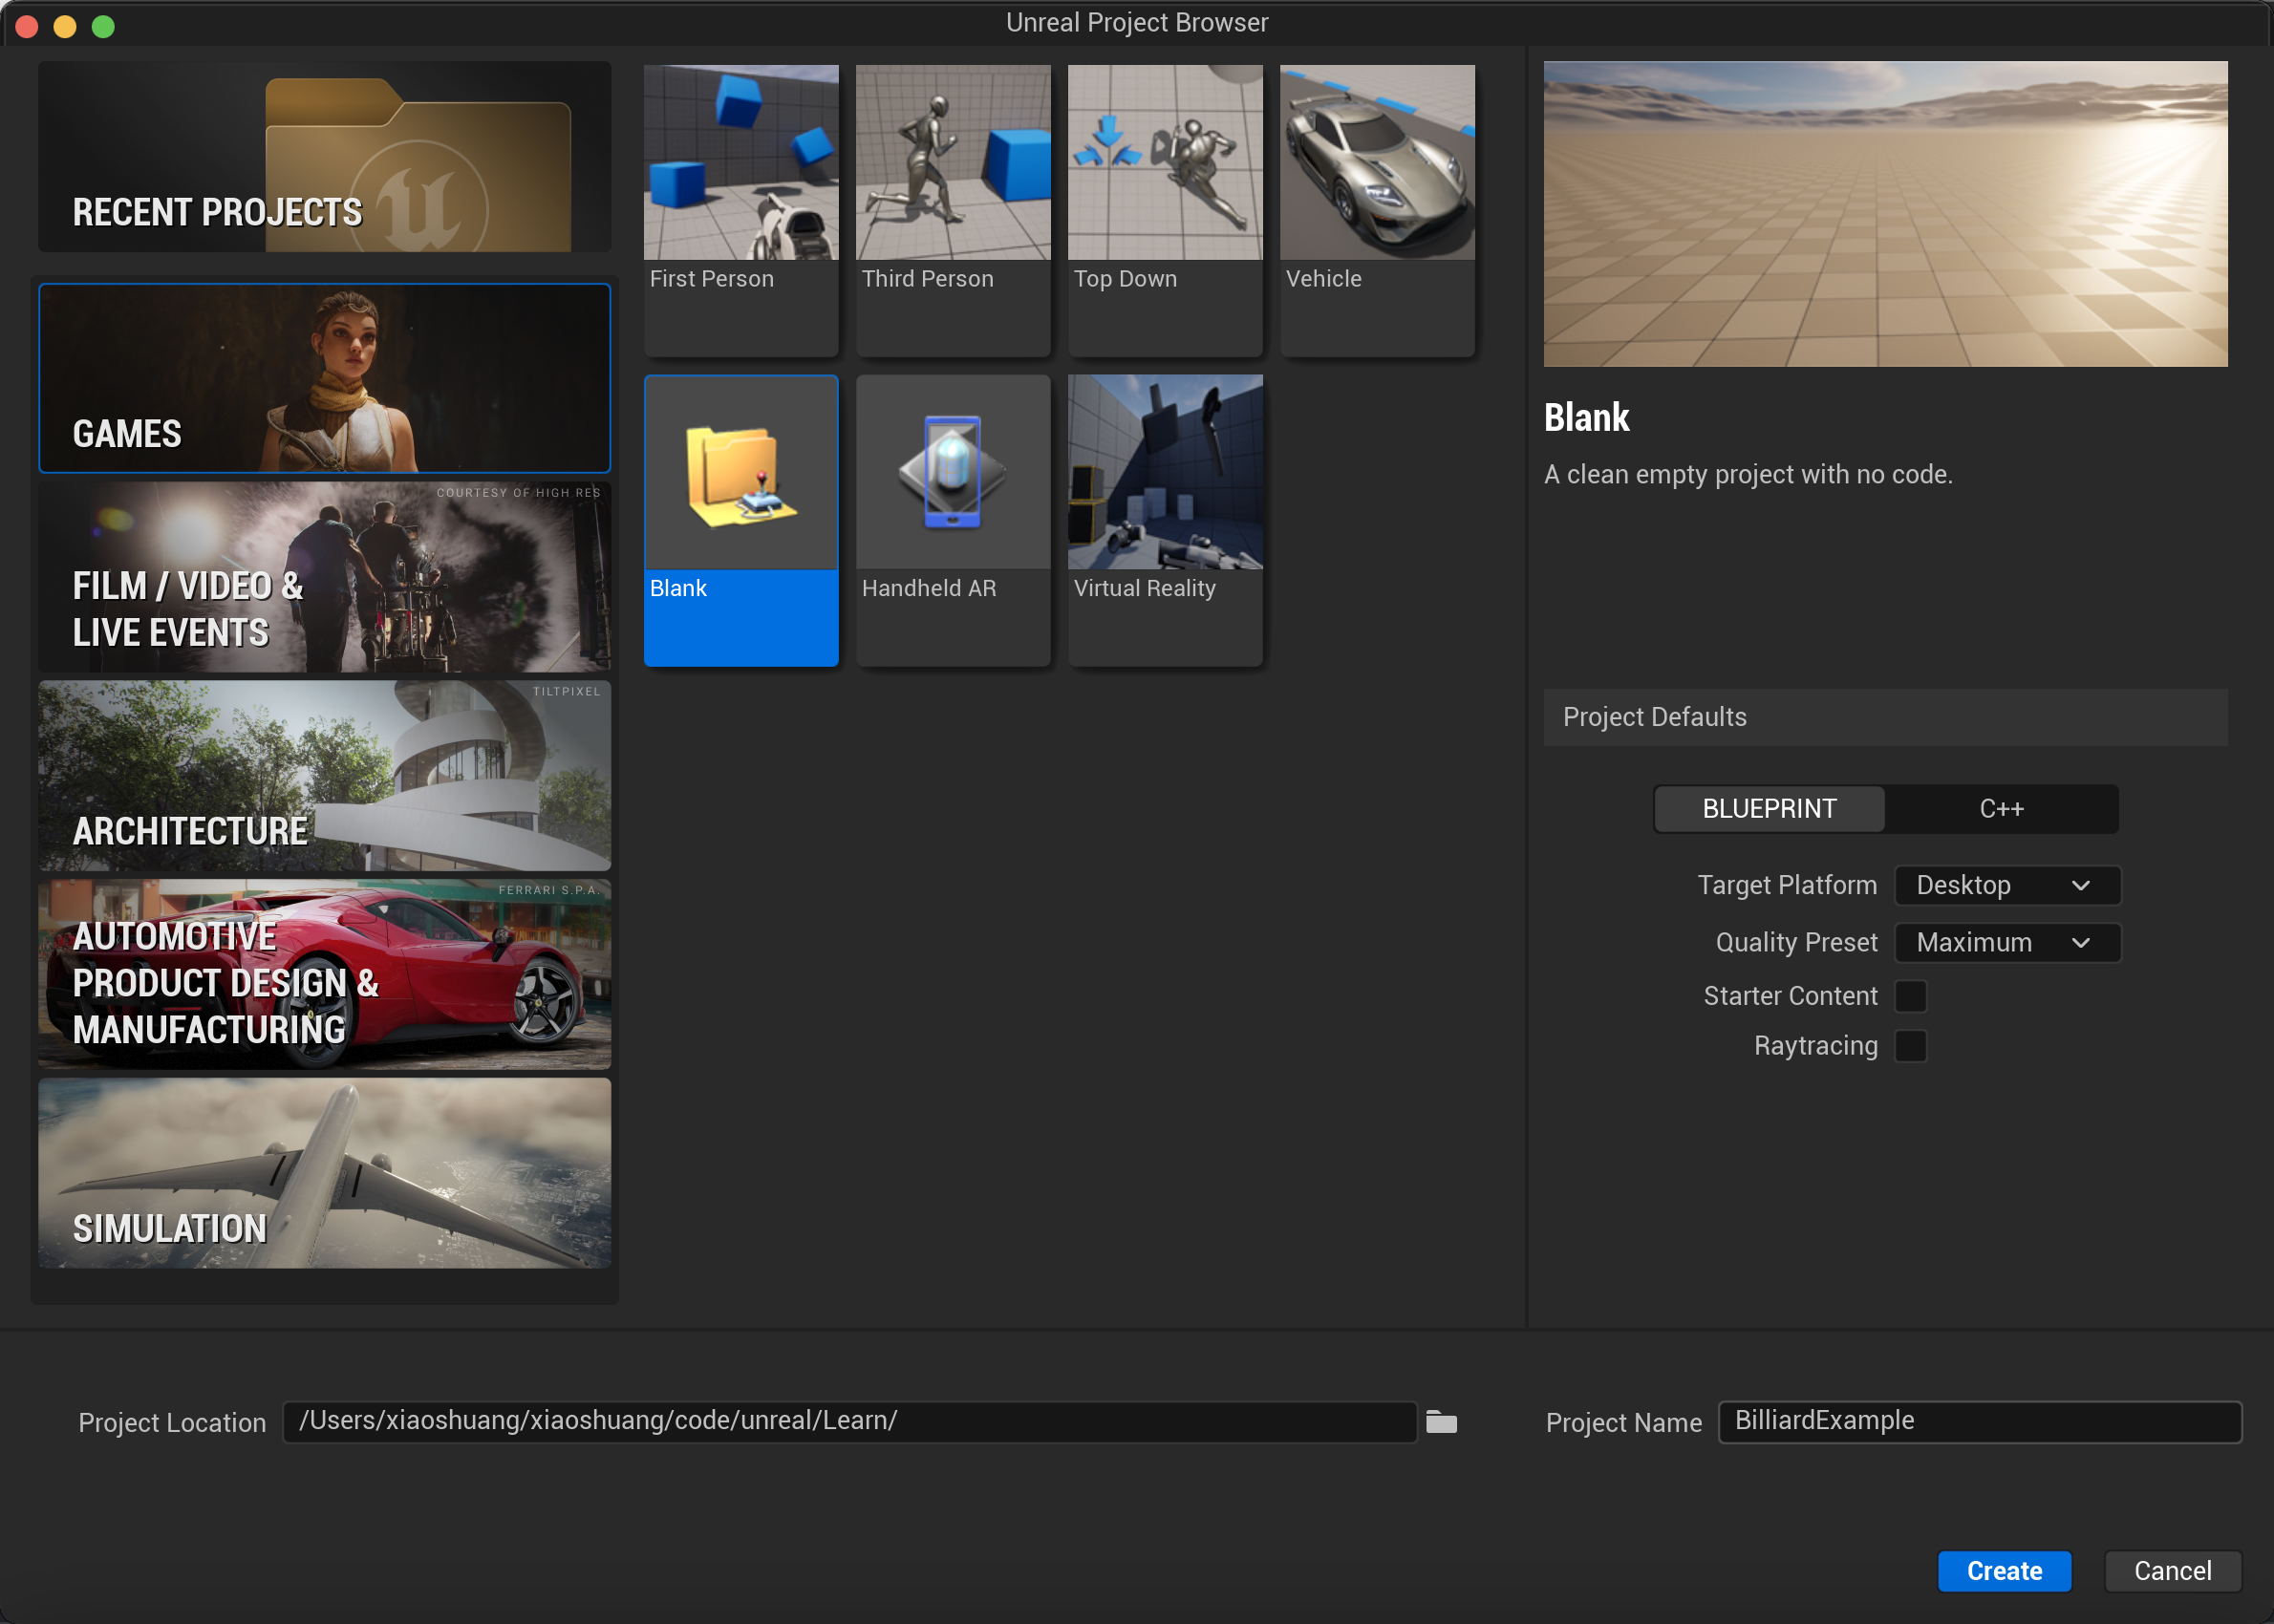 Unreal Project Browser
RECENT PROJECTS
GAMES
COURTESY OF HIGH RES
FILM / VIDEO &
LIVE EVENTS
TILTPIXEL
ARCHITECTURE
FERRARI S.P.A.
AUTOMOTIVE
PRODUCT DESIGN &
MANUFACTURING
SIMULATION
First Person
Third Person
Top Down
Vehicle
Blank
Handheld AR
Virtual Reality
Blank
A clean empty project with no code.
Project Defaults
BLUEPRINT C++
Target Platform Desktop
Quality Preset Maximum
Starter Content
Raytracing
Project Location /Users/xiaoshuang/xiaoshuang/code/unreal/Learn/
Project Name BilliardExample
Create Cancel